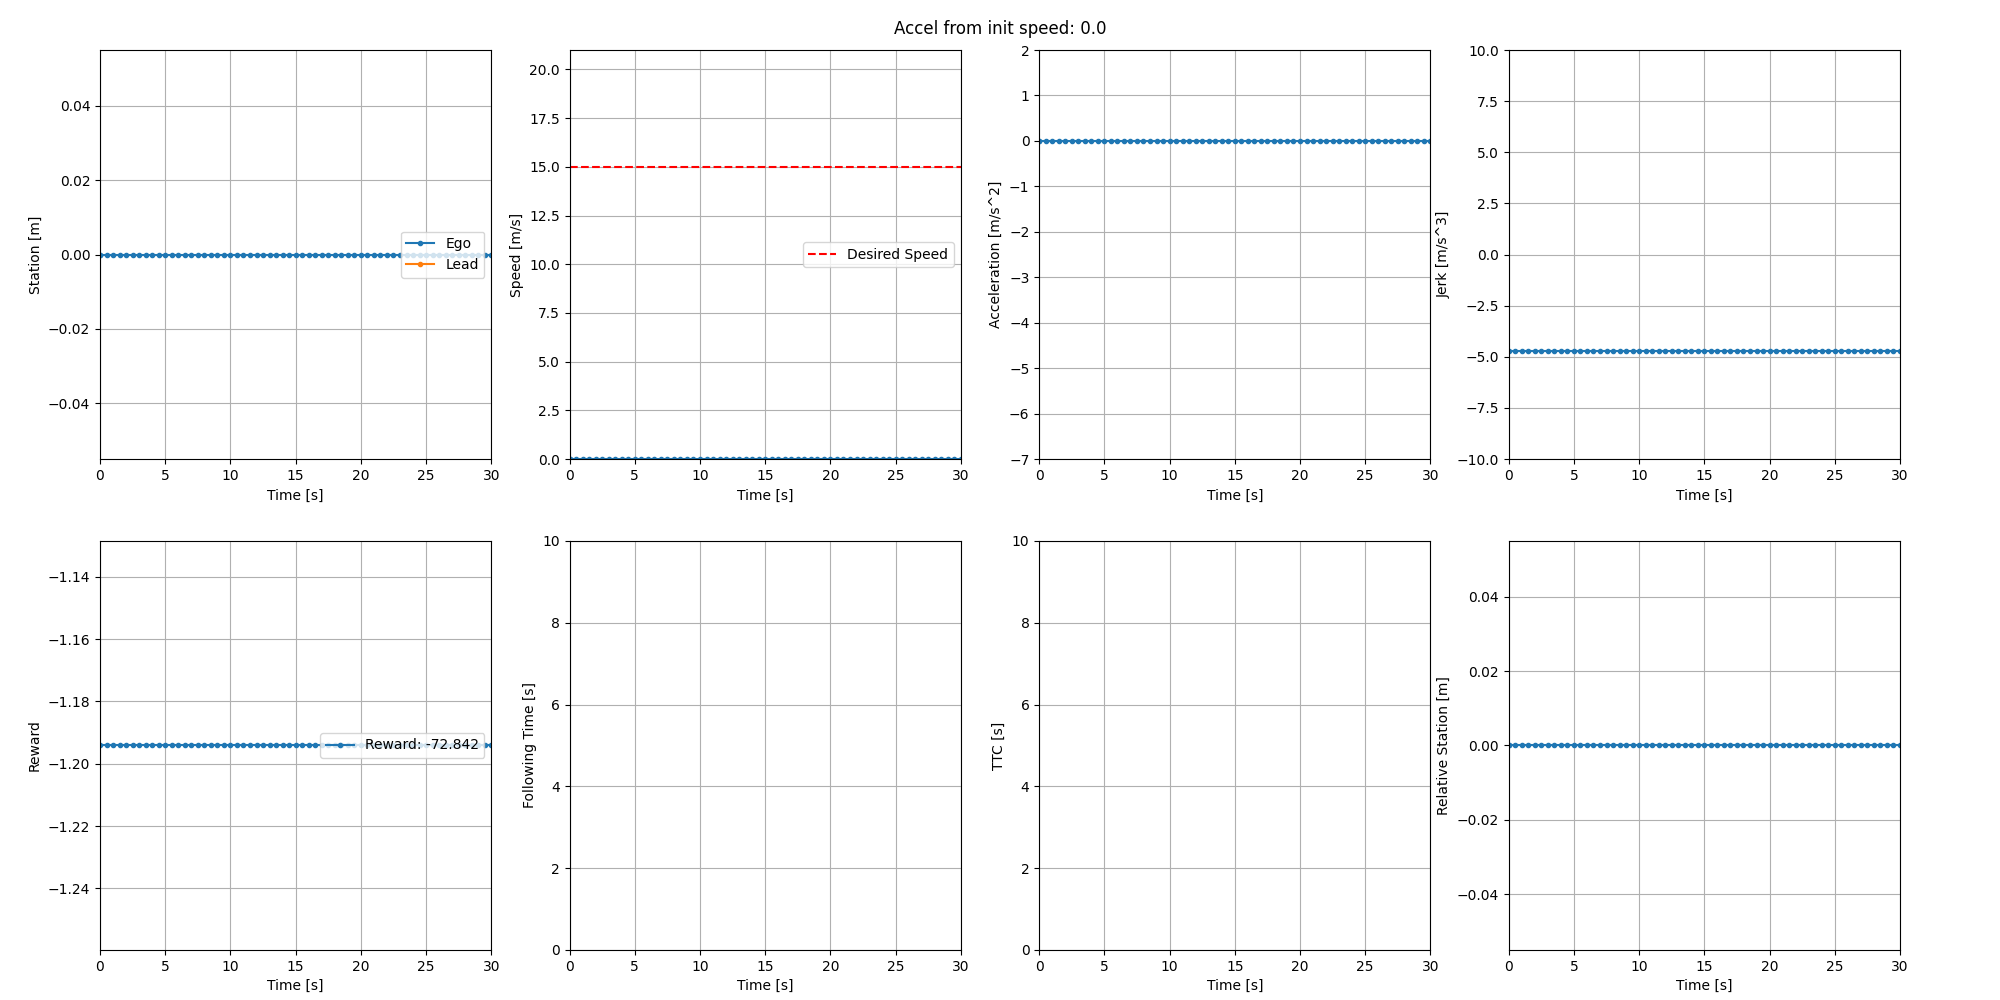 Accel from init speed: 0.0
Station [m]
0.04
0.02
0.00
−0.02
−0.04
Ego
Lead
0 5 10 15 20 25 30
Time [s]
Speed [m/s]
20.0
17.5
15.0
12.5
10.0
7.5
5.0
2.5
0.0
Desired Speed
0 5 10 15 20 25 30
Time [s]
Acceleration [m/s^2]
2
1
0
−1
−2
−3
−4
−5
−6
−7
0 5 10 15 20 25 30
Time [s]
Jerk [m/s^3]
10.0
7.5
5.0
2.5
0.0
−2.5
−5.0
−7.5
−10.0
0 5 10 15 20 25 30
Time [s]
Reward
−1.14
−1.16
−1.18
−1.20
−1.22
−1.24
Reward: -72.842
0 5 10 15 20 25 30
Time [s]
Following Time [s]
10
8
6
4
2
0
0 5 10 15 20 25 30
Time [s]
TTC [s]
10
8
6
4
2
0
0 5 10 15 20 25 30
Time [s]
Relative Station [m]
0.04
0.02
0.00
−0.02
−0.04
0 5 10 15 20 25 30
Time [s]